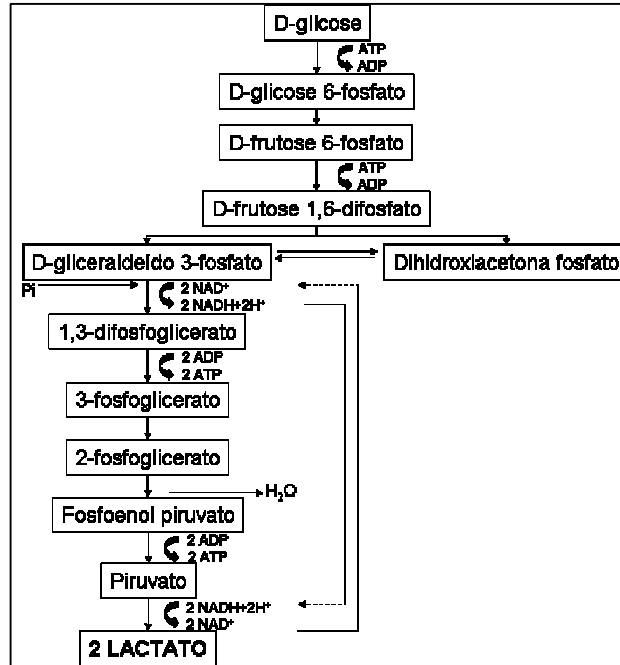 D-glicose
ATP
ADP
D-glicose 6-fosfato
D-frutose 6-fosfato
ATP
ADP
D-frutose 1,6-difosfato
D-gliceraldeído 3-fosfato
Dihidroxiacetona fosfato
Pi
2 NAD⁺
2 NADH+2H⁺
1,3-difosfoglicerato
2 ADP
2 ATP
3-fosfoglicerato
2-fosfoglicerato
H₂O
Fosfoenol piruvato
2 ADP
2 ATP
Piruvato
2 NADH+2H⁺
2 NAD⁺
2 LACTATO